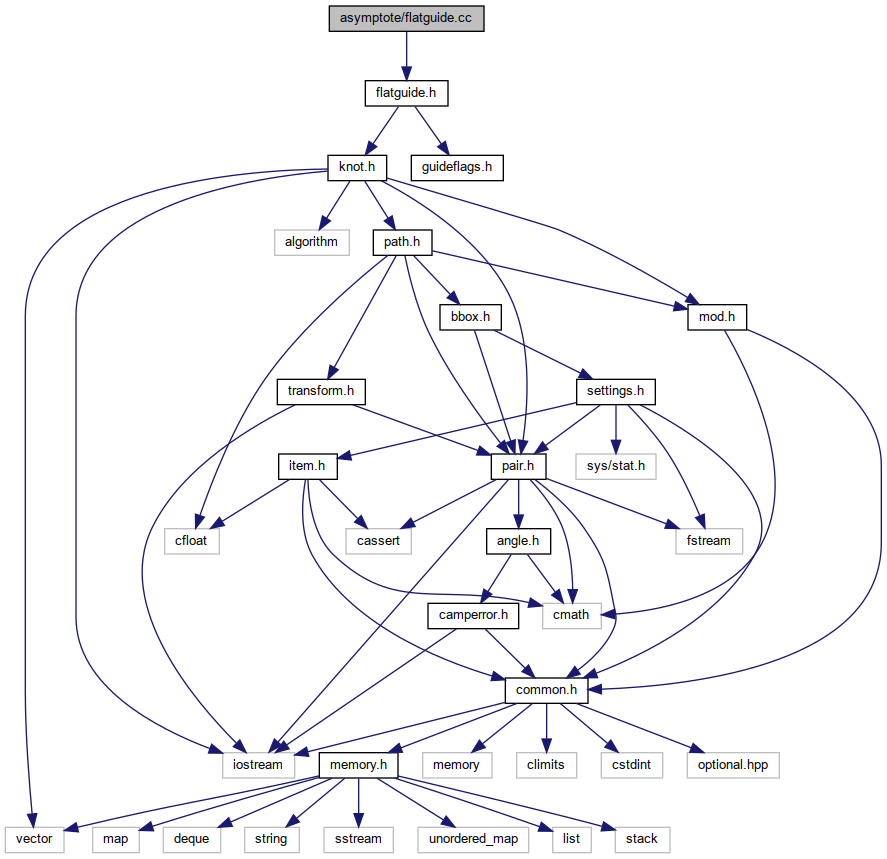 asymptote/flatguide.cc
flatguide.h
knot.h
guideflags.h
algorithm
path.h
bbox.h
mod.h
transform.h
settings.h
item.h
pair.h
sys/stat.h
cfloat
cassert
angle.h
fstream
camperror.h
cmath
common.h
iostream
memory.h
memory
climits
cstdint
optional.hpp
vector
map
deque
string
sstream
unordered_map
list
stack